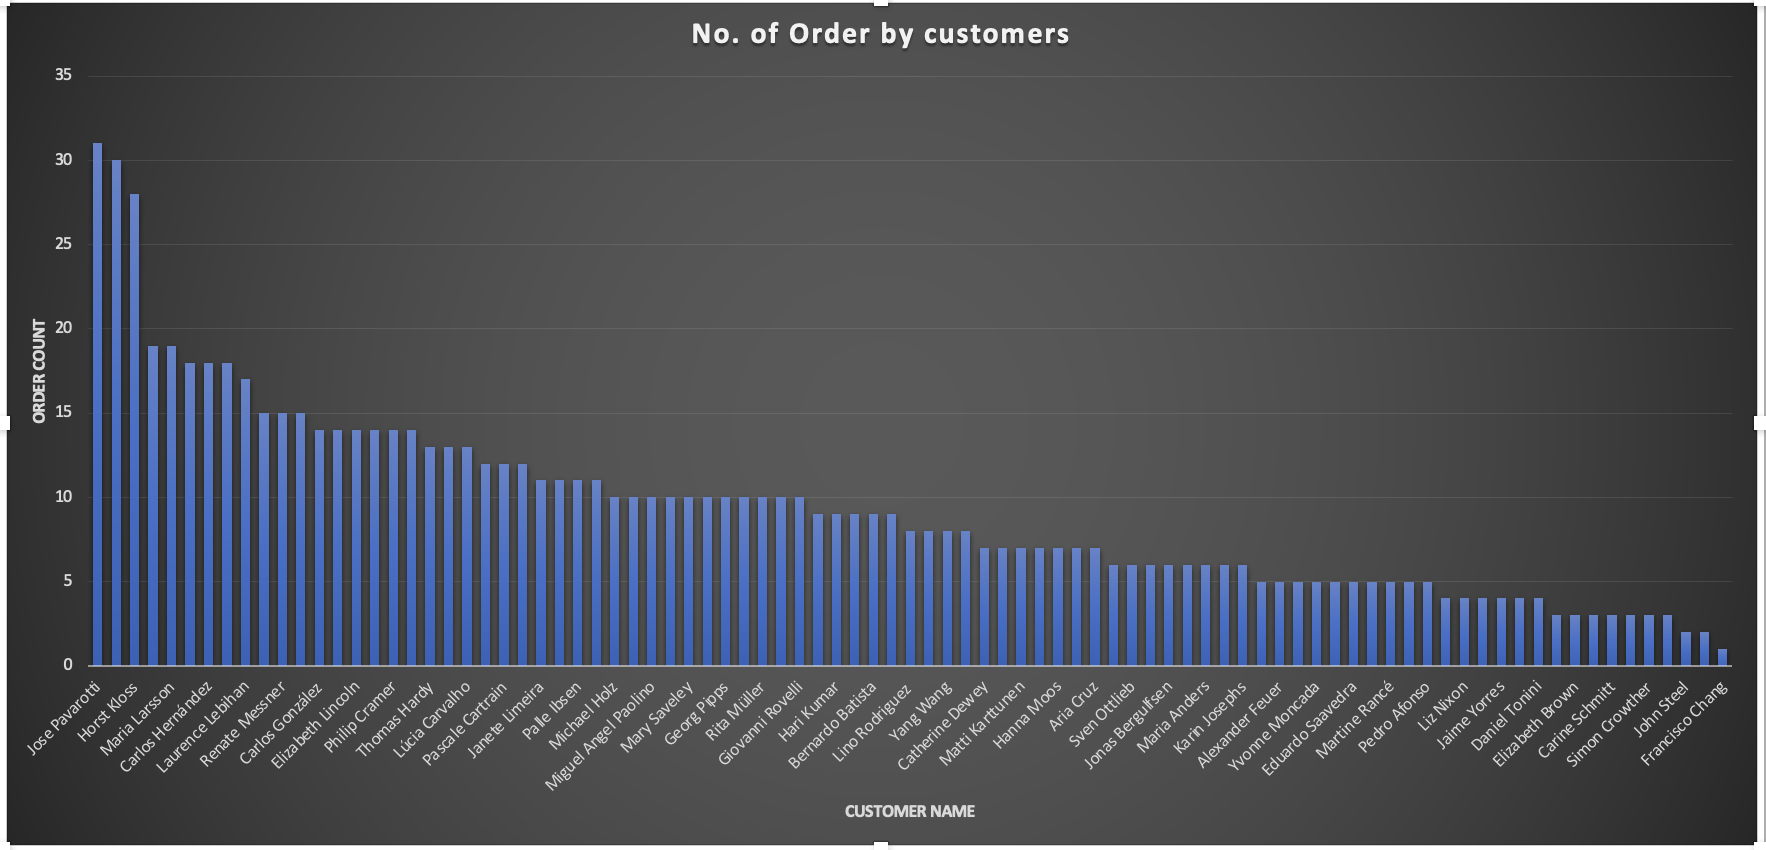 No. of Order by customers
35
30
25
20
15
10
5
0
ORDER COUNT
Jose Pavarotti
Horst Kloss
Maria Larsson
Carlos Hernández
Laurence Lebihan
Renate Messner
Carlos González
Elizabeth Lincoln
Philip Cramer
Thomas Hardy
Lúcia Carvalho
Pascale Cartrain
Janete Limeira
Palle Ibsen
Michael Holz
Miguel Angel Paolino
Mary Saveley
Georg Pipps
Rita Müller
Giovanni Rovelli
Hari Kumar
Bernardo Batista
Lino Rodriguez
Yang Wang
Catherine Dewey
Matti Karttunen
Hanna Moos
Aria Cruz
Sven Ottlieb
Jonas Bergulfsen
Maria Anders
Karin Josephs
Alexander Feuer
Yvonne Moncada
Eduardo Saavedra
Martine Rancé
Pedro Afonso
Liz Nixon
Jaime Yorres
Daniel Tonini
Elizabeth Brown
Carine Schmitt
Simon Crowther
John Steel
Francisco Chang
CUSTOMER NAME